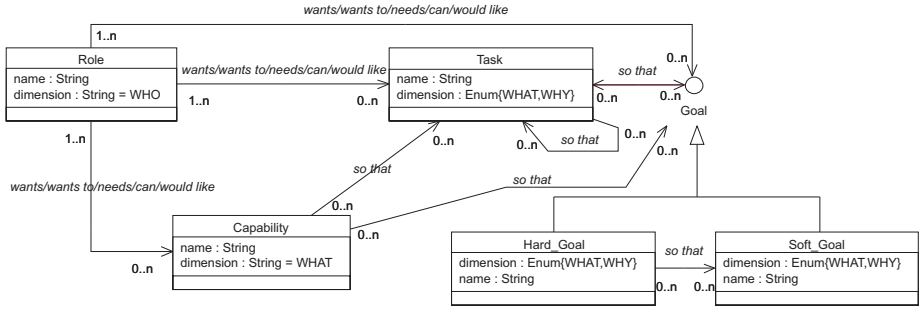 wants/wants to/needs/can/would like
1..n
0..n
Role
name : String
dimension : String = WHO
wants/wants to/needs/can/would like
1..n
0..n
Task
name : String
dimension : Enum{WHAT,WHY}
so that
0..n
0..n
Goal
1..n
0..n
0..n
so that
0..n
0..n
wants/wants to/needs/can/would like
so that
so that
0..n
0..n
0..n
Capability
name : String
dimension : String = WHAT
Hard_Goal
dimension : Enum{WHAT,WHY}
name : String
so that
0..n
0..n
Soft_Goal
dimension : Enum{WHAT,WHY}
name : String